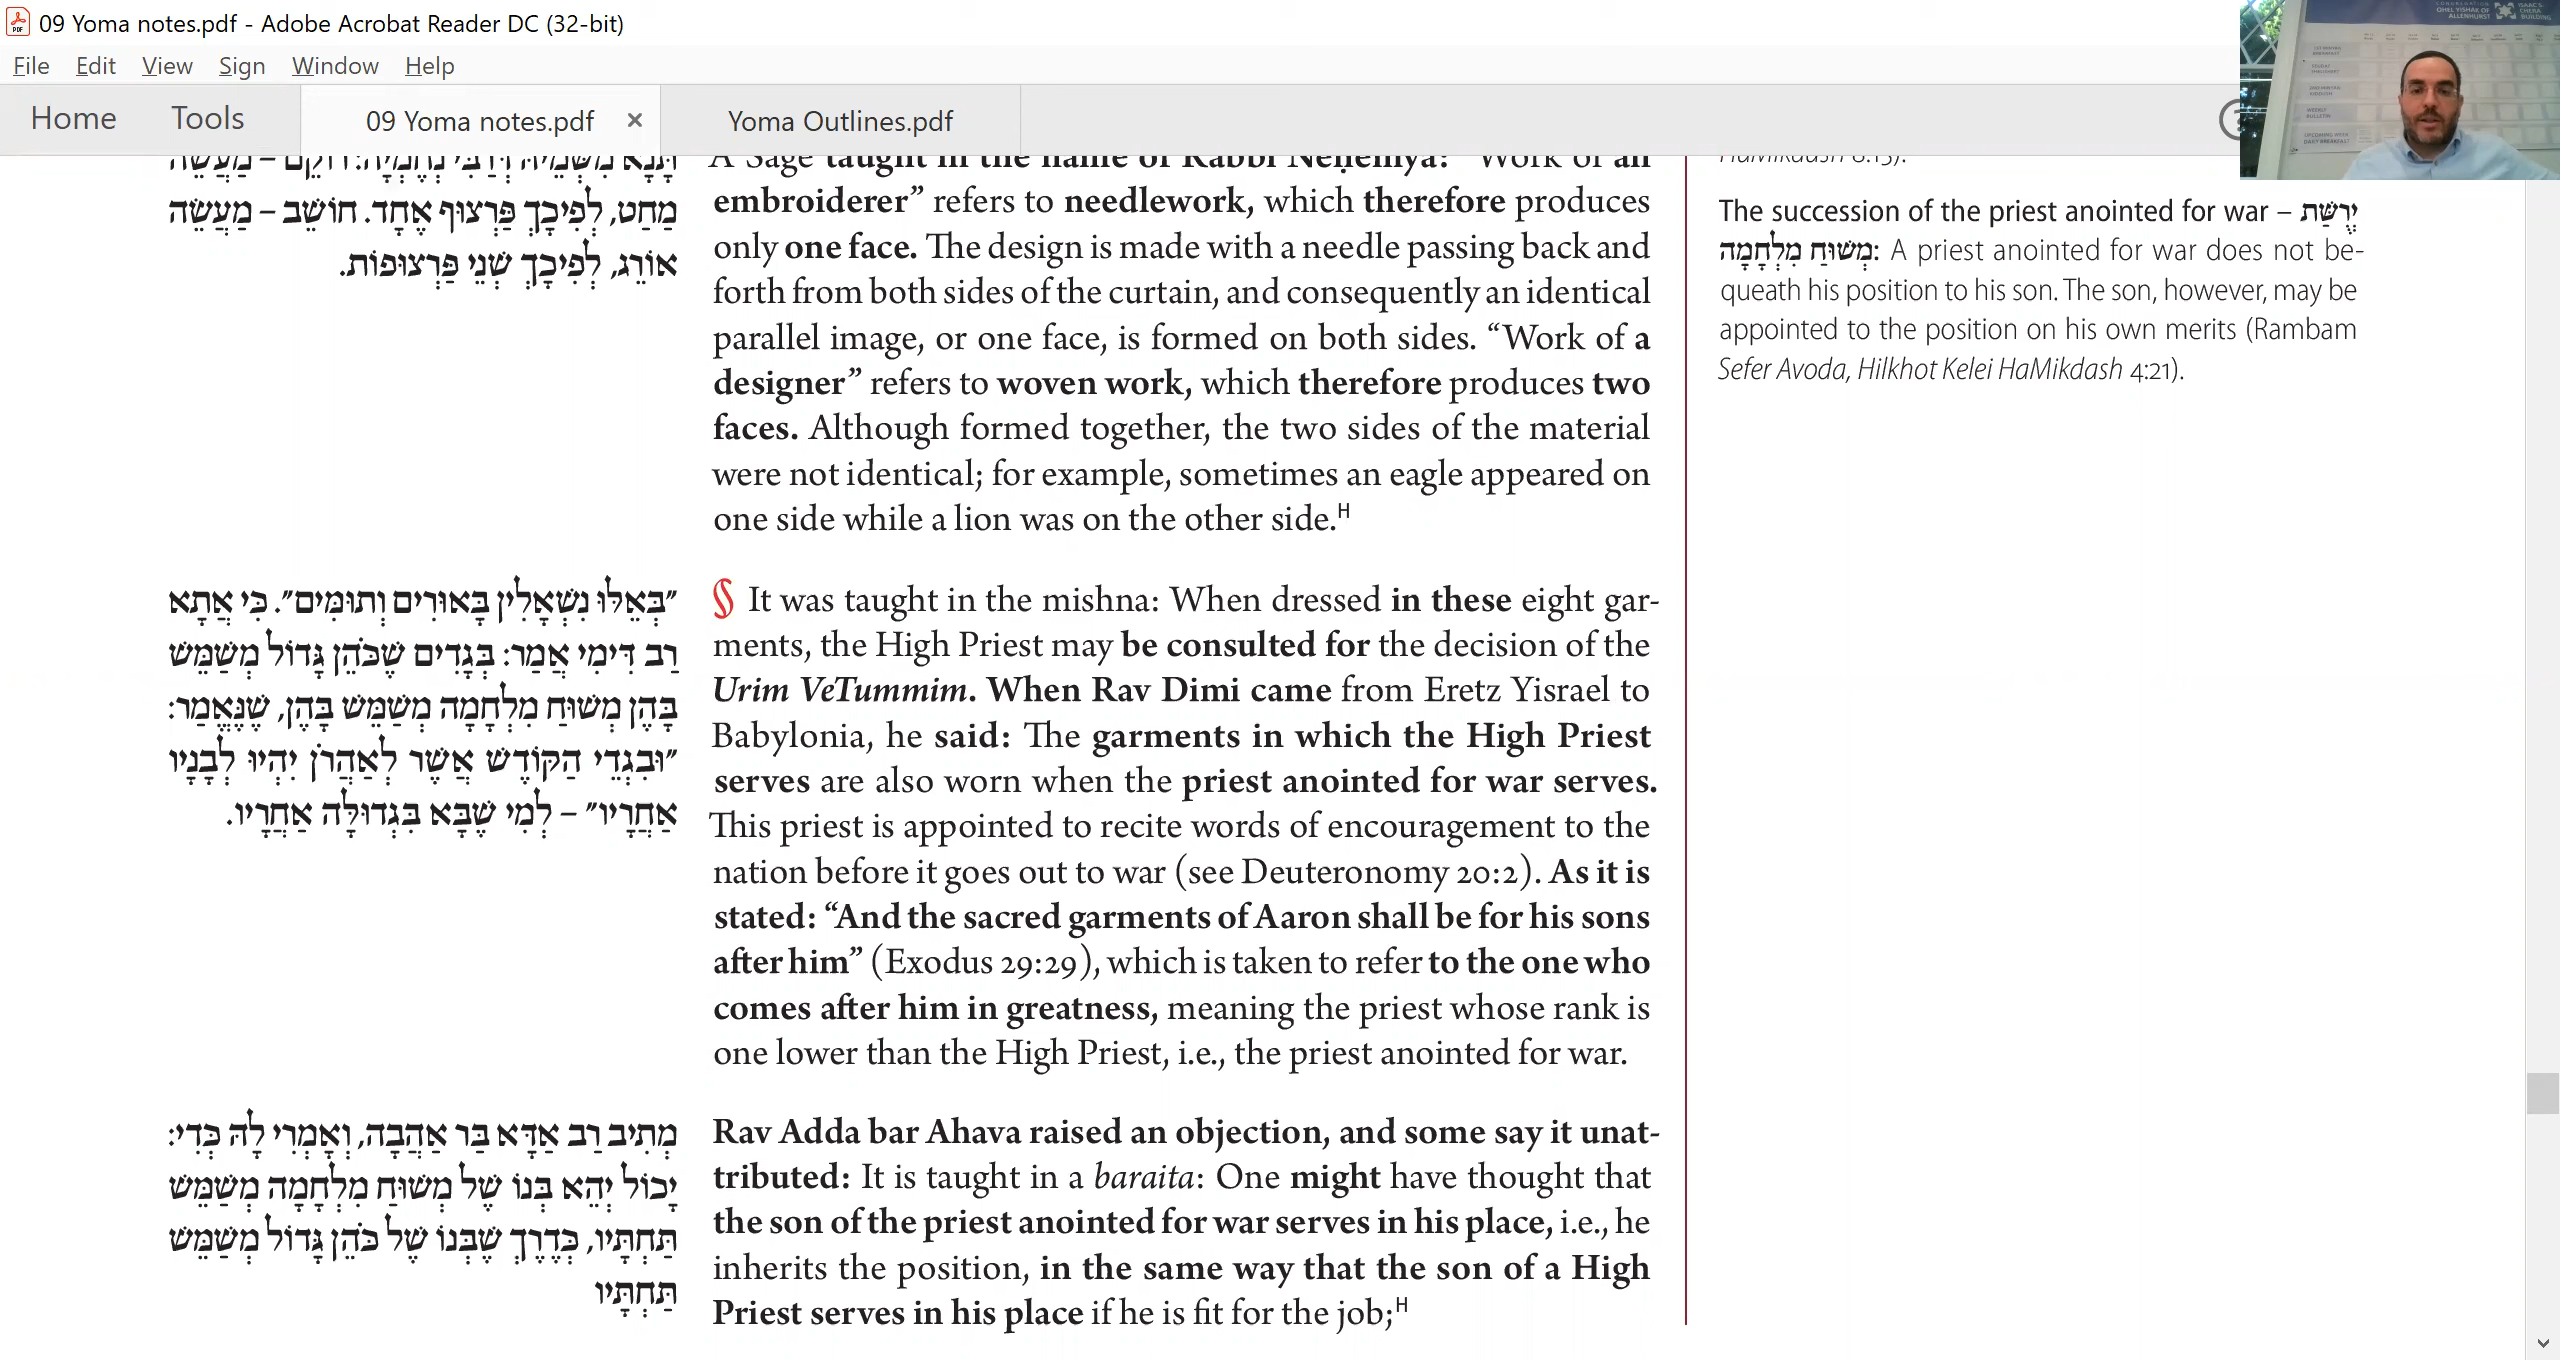 09 Yoma notes.pdf - Adobe Acrobat Reader DC (32-bit)
File Edit View Sign Window Help
Home Tools 09 Yoma notes.pdf × Yoma Outlines.pdf
תָּנָא מִשְּׁמֵיהּ דְּרַבִּי נְחֶמְיָה: רוֹקֵם – מַעֲשֵׂה
מַחַט, לְפִיכָךְ פַּרְצוּף אֶחָד. חוֹשֵׁב – מַעֲשֵׂה
אוֹרֵג, לְפִיכָךְ שְׁנֵי פַּרְצוּפוֹת.
A Sage taught in the name of Rabbi Neḥemya: “Work of an
embroiderer” refers to needlework, which therefore produces
only one face. The design is made with a needle passing back and
forth from both sides of the curtain, and consequently an identical
parallel image, or one face, is formed on both sides. “Work of a
designer” refers to woven work, which therefore produces two
faces. Although formed together, the two sides of the material
were not identical; for example, sometimes an eagle appeared on
one side while a lion was on the other side.H
״בְּאֵלּוּ נִשְׁאָלִין בָּאוּרִים וְתוּמִּים״. כִּי אֲתָא
רַב דִּימִי אֲמַר: בְּגָדִים שֶׁכֹּהֵן גָּדוֹל מְשַׁמֵּשׁ
בָּהֶן מְשׁוּחַ מִלְחָמָה מְשַׁמֵּשׁ בָּהֶן, שֶׁנֶּאֱמַר:
״וּבִגְדֵי הַקּוֹדֶשׁ אֲשֶׁר לְאַהֲרֹן יִהְיוּ לְבָנָיו
אַחֲרָיו״ – לְמִי שֶׁבָּא בִּגְדוּלָּה אַחֲרָיו.
§ It was taught in the mishna: When dressed in these eight gar-
ments, the High Priest may be consulted for the decision of the
Urim VeTummim. When Rav Dimi came from Eretz Yisrael to
Babylonia, he said: The garments in which the High Priest
serves are also worn when the priest anointed for war serves.
This priest is appointed to recite words of encouragement to the
nation before it goes out to war (see Deuteronomy 20:2). As it is
stated: “And the sacred garments of Aaron shall be for his sons
after him” (Exodus 29:29), which is taken to refer to the one who
comes after him in greatness, meaning the priest whose rank is
one lower than the High Priest, i.e., the priest anointed for war.
מְתִיב רַב אַדָּא בַּר אַהֲבָה, וְאָמְרִי לָהּ כְּדִי:
יָכוֹל יְהֵא בְּנוֹ שֶׁל מְשׁוּחַ מִלְחָמָה מְשַׁמֵּשׁ
תַּחְתָּיו, כְּדֶרֶךְ שֶׁבְּנוֹ שֶׁל כֹּהֵן גָּדוֹל מְשַׁמֵּשׁ
תַּחְתָּיו
Rav Adda bar Ahava raised an objection, and some say it unat-
tributed: It is taught in a baraita: One might have thought that
the son of the priest anointed for war serves in his place, i.e., he
inherits the position, in the same way that the son of a High
Priest serves in his place if he is fit for the job;H
HaMikdash 8:15).
The succession of the priest anointed for war – יְרֻשַּׁת
מְשׁוּחַ מִלְחָמָה: A priest anointed for war does not be-
queath his position to his son. The son, however, may be
appointed to the position on his own merits (Rambam
Sefer Avoda, Hilkhot Kelei HaMikdash 4:21).